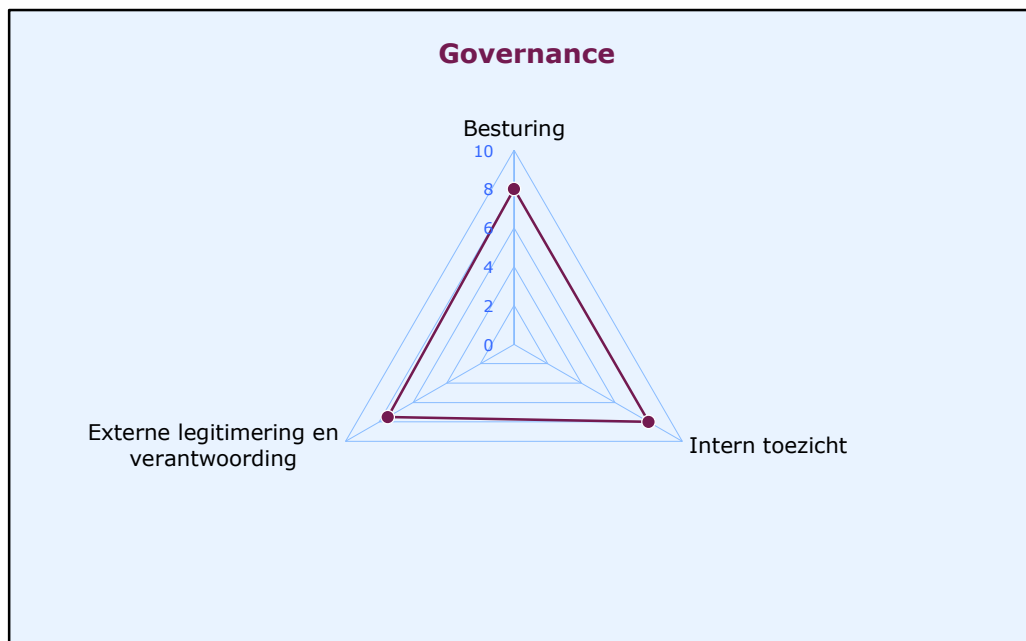 Governance
Besturing
10
8
6
4
2
0
Externe legitimering en
verantwoording
Intern toezicht